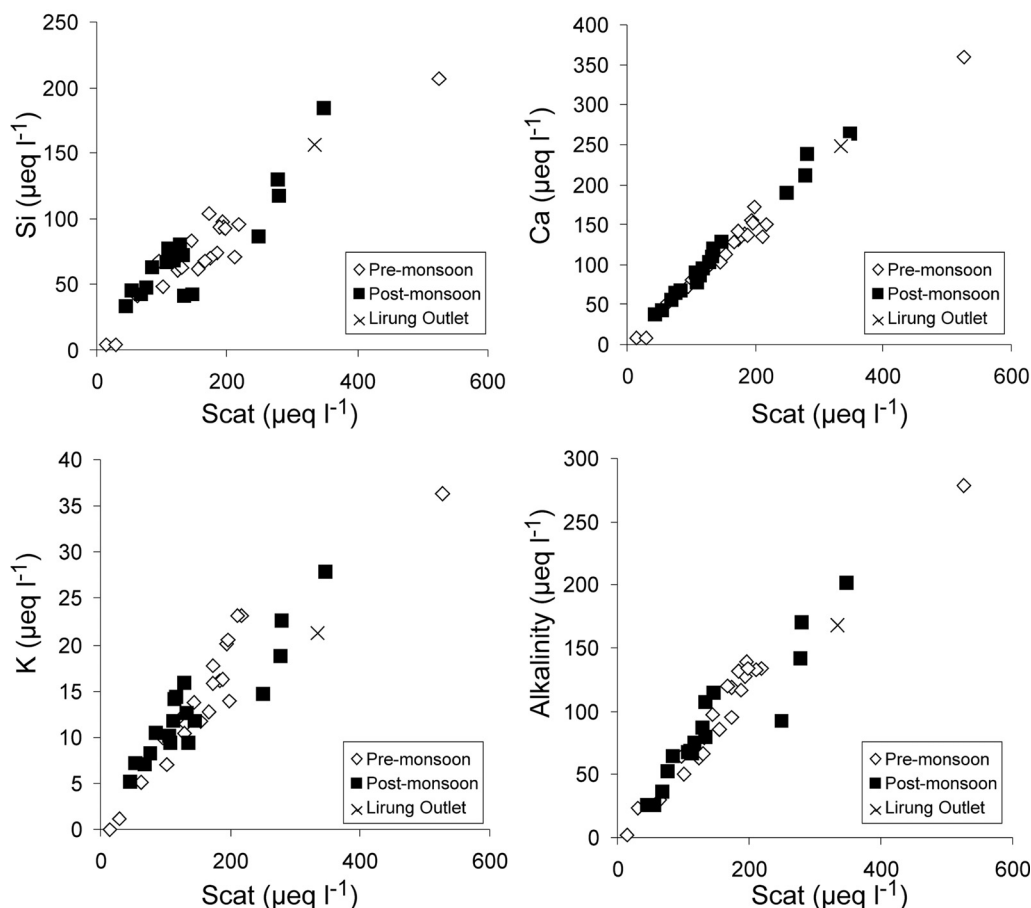 Si (µeq l⁻¹)
250
200
150
100
50
0
0 200 400 600
Scat (µeq l⁻¹)
Pre-monsoon
Post-monsoon
Lirung Outlet
Ca (µeq l⁻¹)
400
350
300
250
200
150
100
50
0
0 200 400 600
Scat (µeq l⁻¹)
Pre-monsoon
Post-monsoon
Lirung Outlet
K (µeq l⁻¹)
40
35
30
25
20
15
10
5
0
0 200 400 600
Scat (µeq l⁻¹)
Pre-monsoon
Post-monsoon
Lirung Outlet
Alkalinity (µeq l⁻¹)
300
250
200
150
100
50
0
0 200 400 600
Scat (µeq l⁻¹)
Pre-monsoon
Post-monsoon
Lirung Outlet